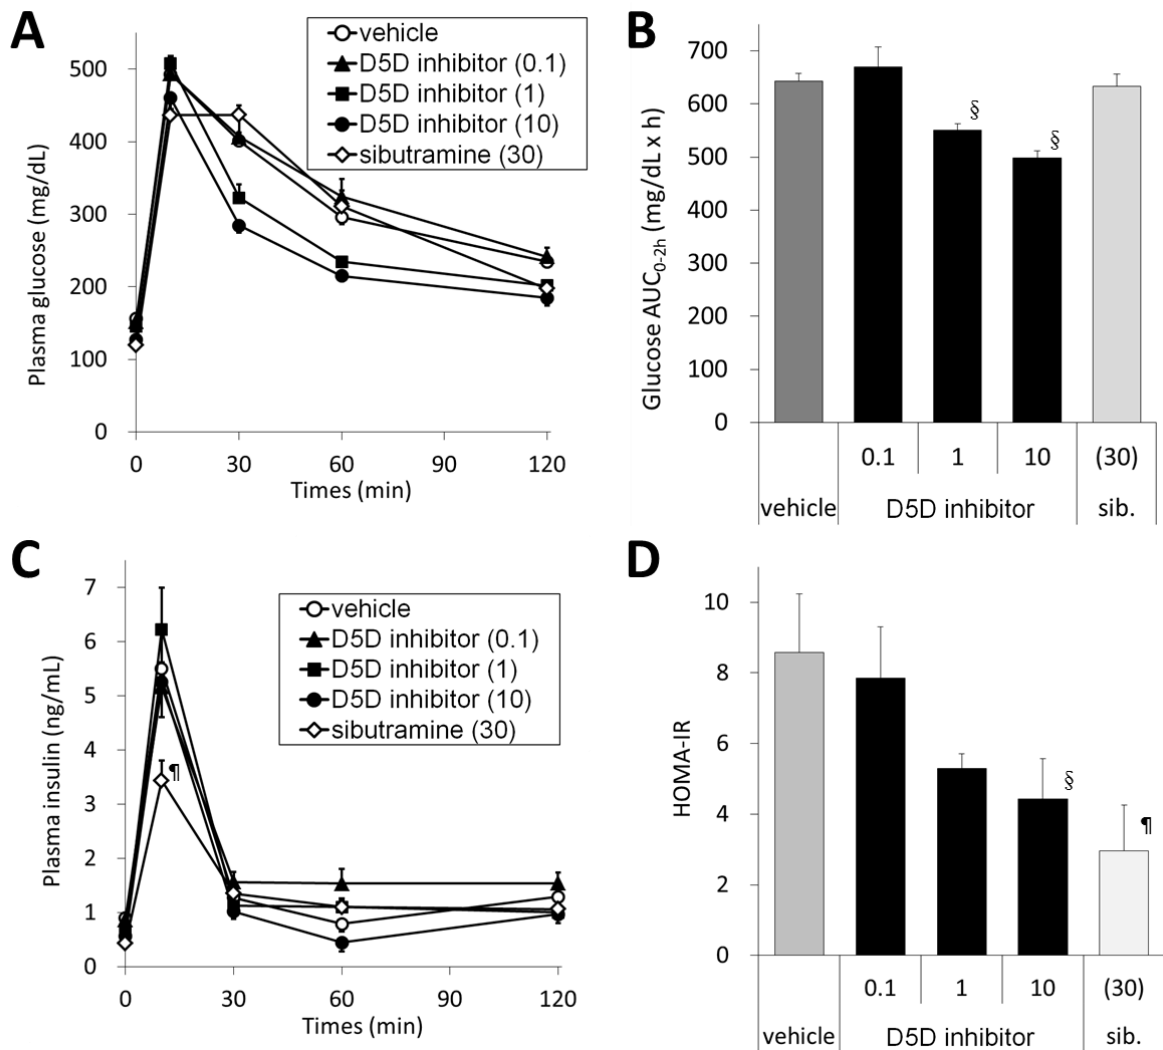 A
vehicle
D5D inhibitor (0.1)
D5D inhibitor (1)
D5D inhibitor (10)
sibutramine (30)
Plasma glucose (mg/dL)
500
400
300
200
100
0
0 30 60 90 120
Times (min)
B
Glucose AUC0-2h (mg/dL x h)
700
600
500
400
300
200
100
0
§
§
0.1 1 10 (30)
vehicle D5D inhibitor sib.
C
vehicle
D5D inhibitor (0.1)
D5D inhibitor (1)
D5D inhibitor (10)
sibutramine (30)
Plasma insulin (ng/mL)
7
6
5
4
3
2
1
0
¶
0 30 60 90 120
Times (min)
D
HOMA-IR
10
8
6
4
2
0
§
¶
0.1 1 10 (30)
vehicle D5D inhibitor sib.